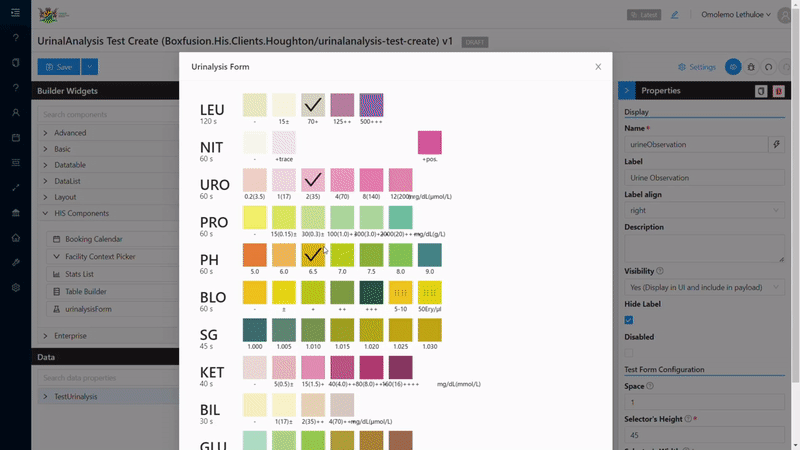 Latest
Omolemo Lethuloe
UrinalAnalysis Test Create (Boxfusion.His.Clients.Houghton/urinalanalysis-test-create) v1
DRAFT
Save
Settings
Builder Widgets
Search components
Advanced
Basic
Datatable
DataList
Layout
HIS Components
Booking Calendar
Facility Context Picker
Stats List
Table Builder
urinalysisForm
Enterprise
Data
Search data properties
TestUrinalysis
Urinalysis Form
LEU
120 s
- 15± 70+ 125++ 500+++
NIT
60 s
- +trace +pos.
URO
60 s
0.2(3.5) 1(17) 2(35) 4(70) 8(140) 12(200) mg/dL(µmol/L)
PRO
60 s
- 15(0.15)± 30(0.3)± 100(1.0)++ 300(3.0)+++ 2000(20)++++ mg/dL(g/L)
PH
60 s
5.0 6.0 6.5 7.0 7.5 8.0 9.0
BLO
60 s
- ± + ++ +++ 5-10 50Ery/µl
SG
45 s
1.000 1.005 1.010 1.015 1.020 1.025 1.030
KET
40 s
- 5(0.5)± 15(1.5)+ 40(4.0)++ 80(8.0)+++ 160(16)++++ mg/dL(mmol/L)
BIL
30 s
- 1(17)± 2(35)++ 4(70)+++ mg/dL(µmol/L)
GLU
Properties
Display
Name *
urineObservation
Label
Urine Observation
Label align
right
Description
Visibility
Yes (Display in UI and include in payload)
Hide Label
Disabled
Test Form Configuration
Space
1
Selector's Height *
45